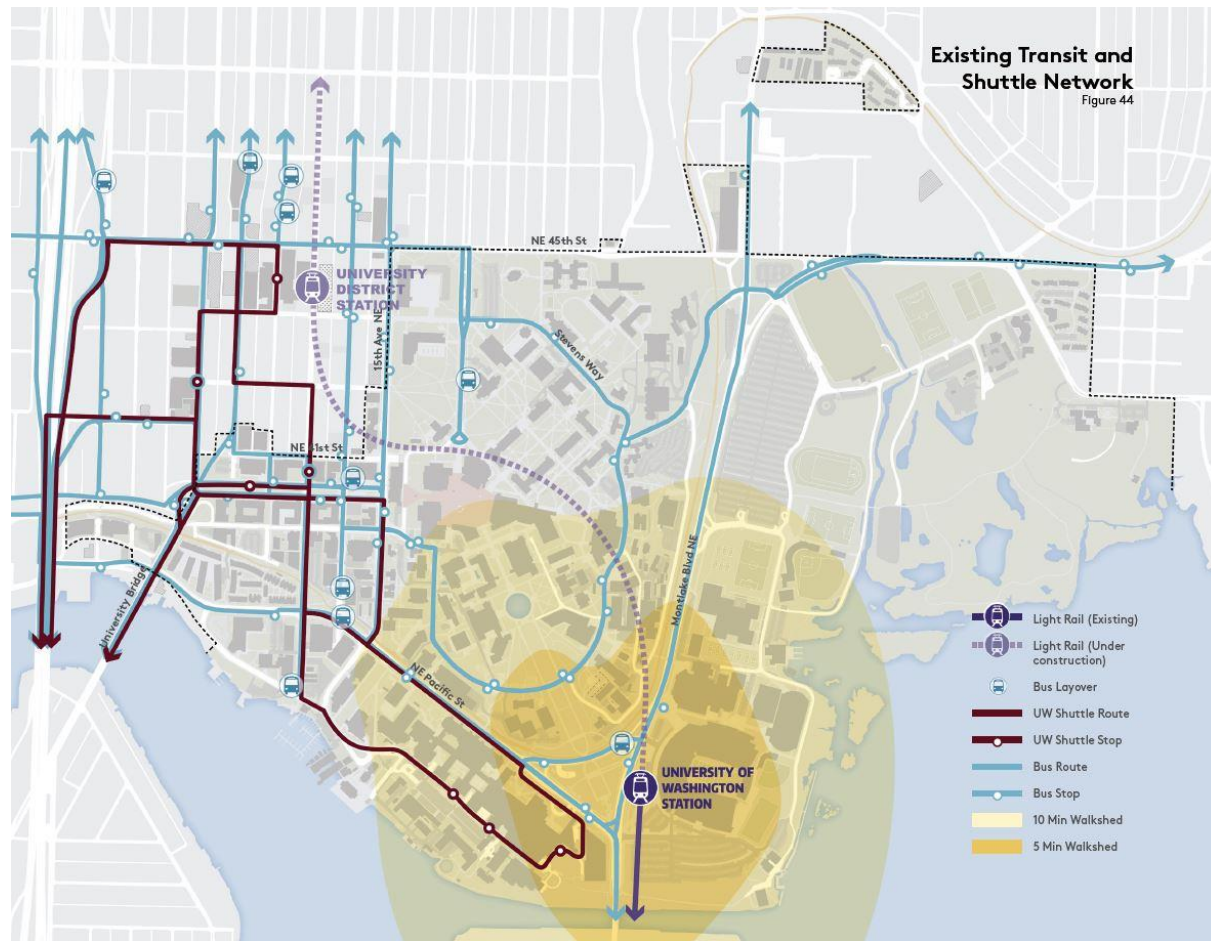 Existing Transit and
Shuttle Network
Figure 44
NE 45th St
UNIVERSITY
DISTRICT
STATION
15th Ave NE
Stevens Way
NE 41st St
Montlake Blvd NE
University Bridge
NE Pacific St
UNIVERSITY OF
WASHINGTON
STATION
Light Rail (Existing)
Light Rail (Under
construction)
Bus Layover
UW Shuttle Route
UW Shuttle Stop
Bus Route
Bus Stop
10 Min Walkshed
5 Min Walkshed